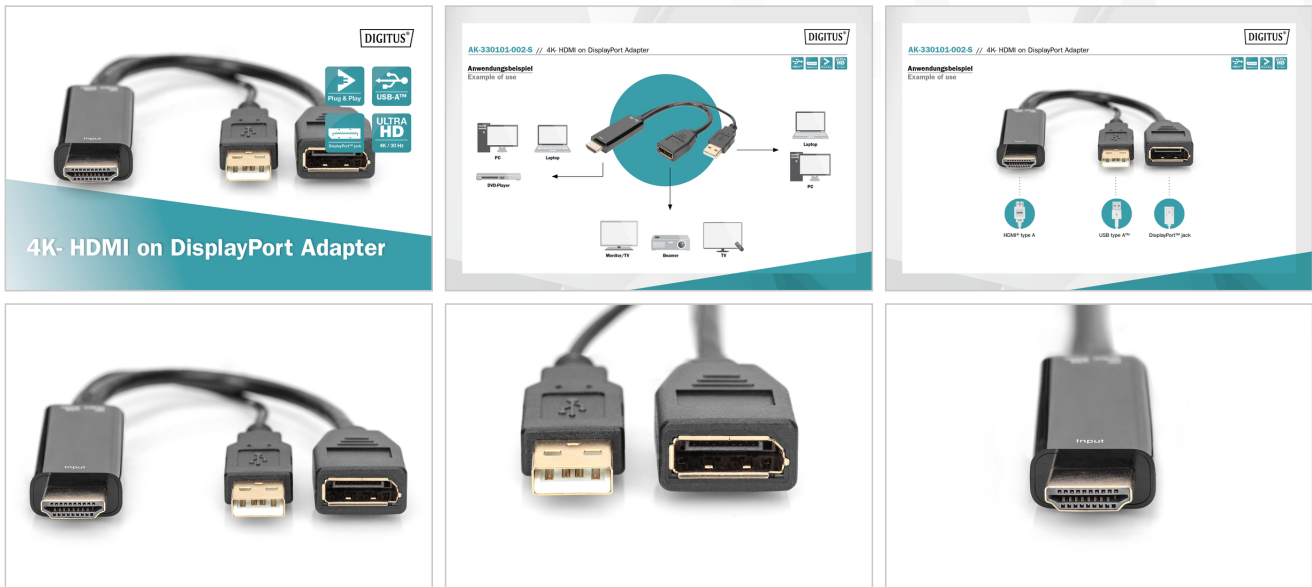 DIGITUS®
Plug & Play
USB-A™
DisplayPort™ jack
ULTRA
HD
4K / 30 Hz
Input
4K- HDMI on DisplayPort Adapter
DIGITUS®
AK-330101-002-S // 4K- HDMI on DisplayPort Adapter
Anwendungsbeispiel
Example of use
PC
Laptop
DVD-Player
Laptop
PC
Monitor/TV
Beamer
TV
DIGITUS®
AK-330101-002-S // 4K- HDMI on DisplayPort Adapter
Anwendungsbeispiel
Example of use
Input
HDMI® type A
USB type A™
DisplayPort™ jack
Input
Input